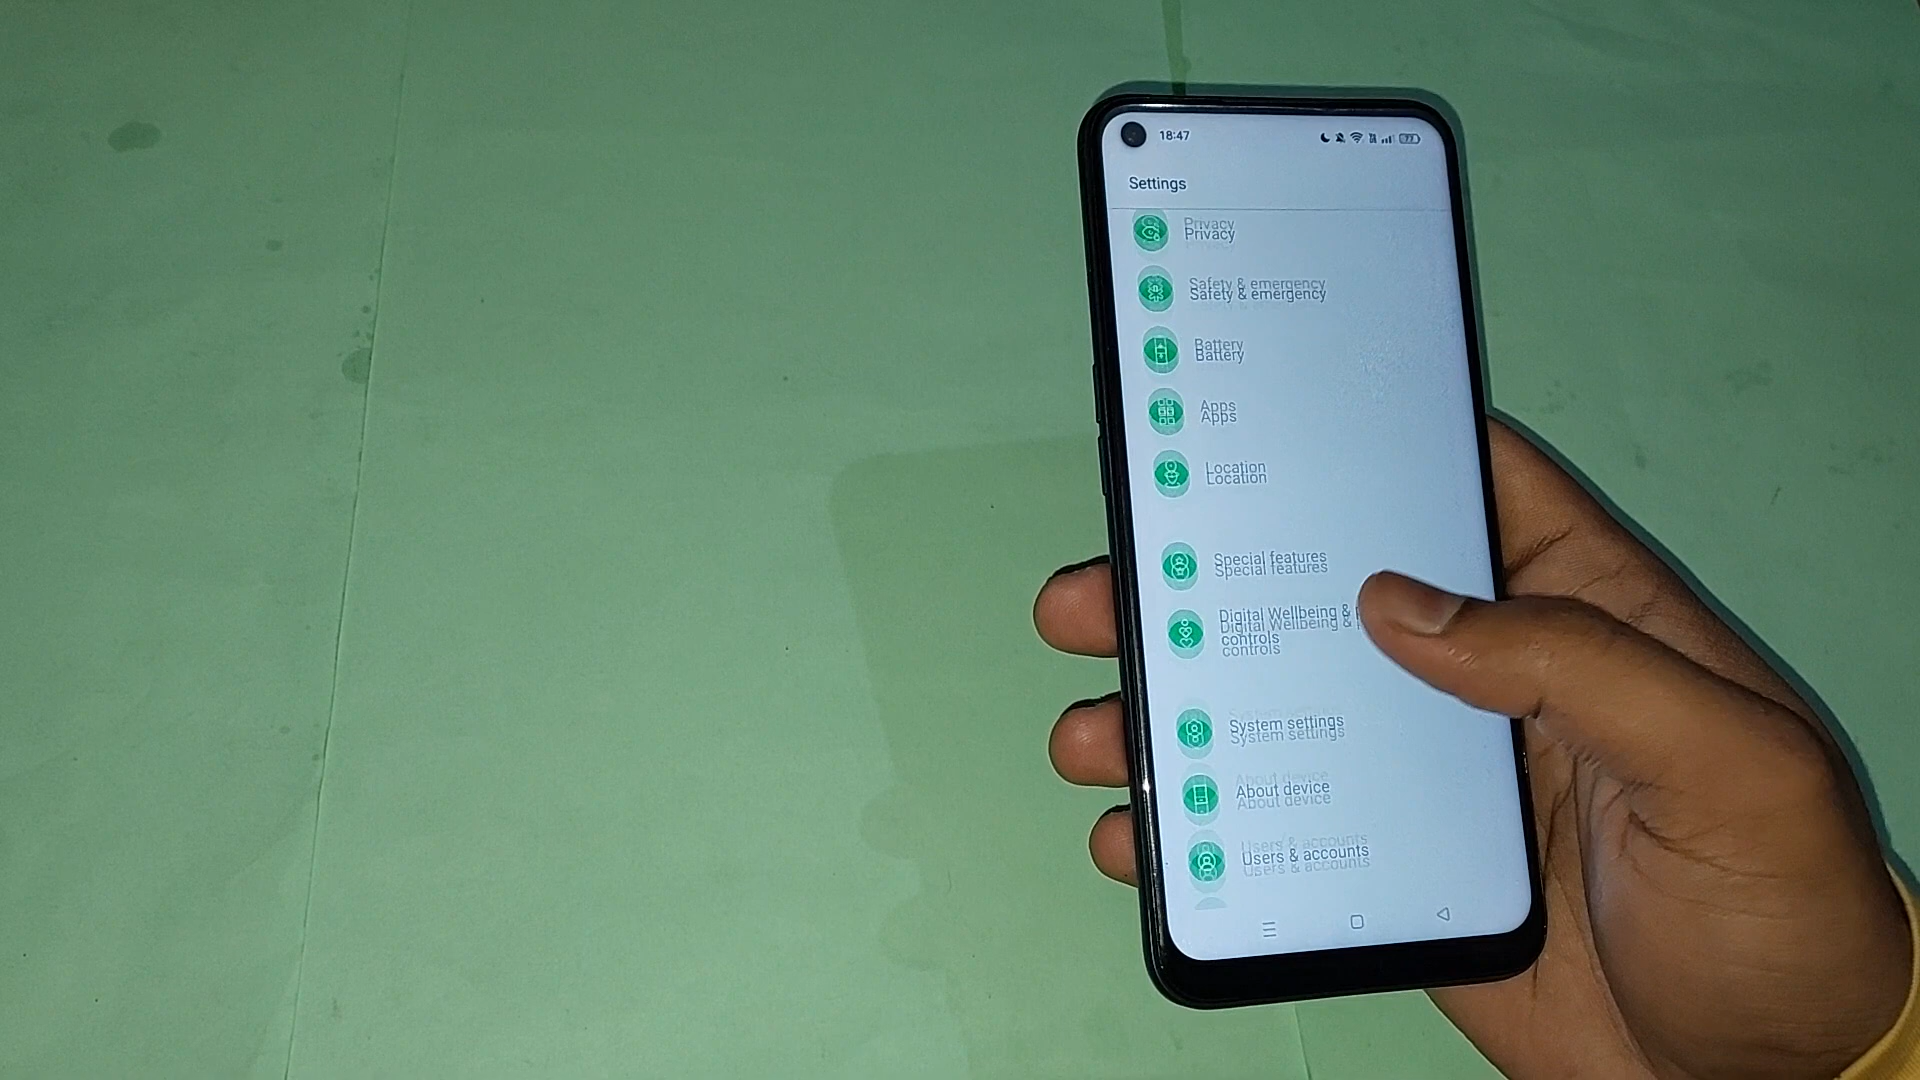 18:47
77
Settings
Privacy
Safety & emergency
Battery
Apps
Location
Special features
Digital Wellbeing &
controls
System settings
About device
Users & accounts